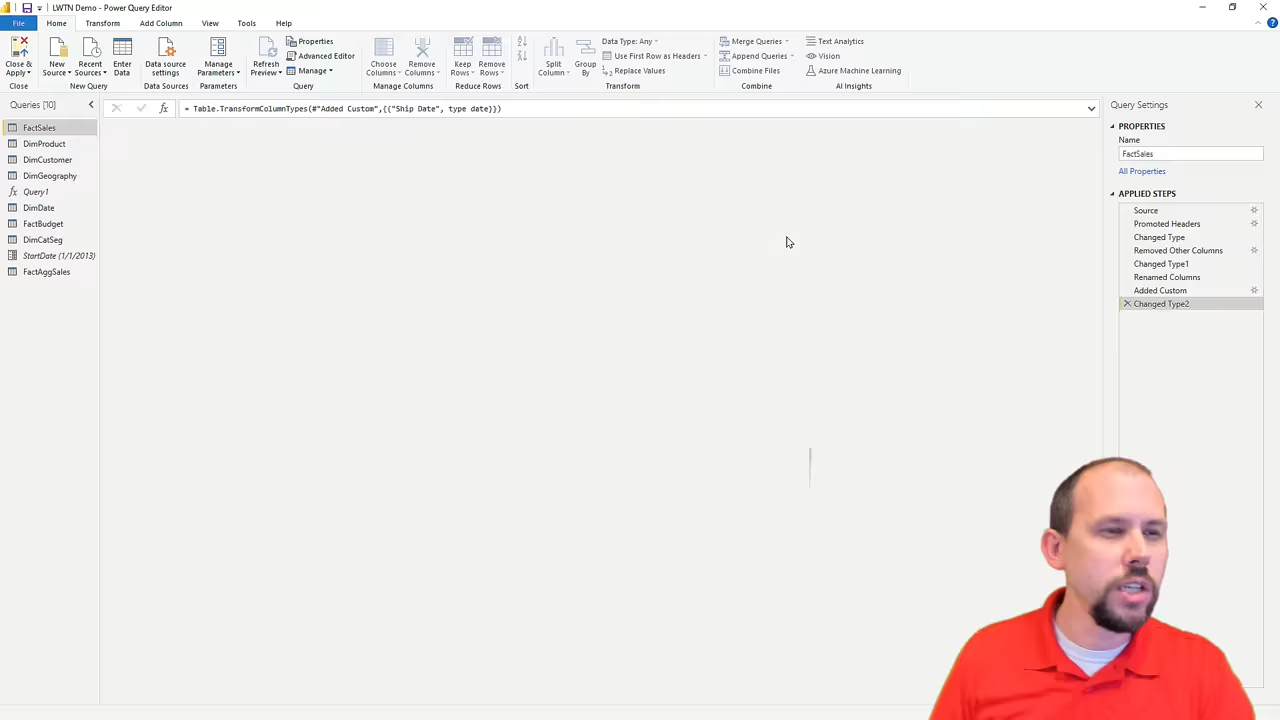 LWTN Demo - Power Query Editor
File Home Transform Add Column View Tools Help
Close & Apply
New Source
Recent Sources
Enter Data
Data source settings
Manage Parameters
Refresh Preview
Properties
Advanced Editor
Manage
Choose Columns
Remove Columns
Keep Rows
Remove Rows
Split Column
Group By
Data Type: Any
Use First Row as Headers
Replace Values
Merge Queries
Append Queries
Combine Files
Text Analytics
Vision
Azure Machine Learning
Close New Query Data Sources Parameters Query Manage Columns Reduce Rows Sort Transform Combine AI Insights
Queries [10]
= Table.TransformColumnTypes(#"Added Custom",{{"Ship Date", type date}})
FactSales
DimProduct
DimCustomer
DimGeography
fx Query1
DimDate
FactBudget
DimCatSeg
StartDate (1/1/2013)
FactAggSales
Query Settings
PROPERTIES
Name
FactSales
All Properties
APPLIED STEPS
Source
Promoted Headers
Changed Type
Removed Other Columns
Changed Type1
Renamed Columns
Added Custom
Changed Type2